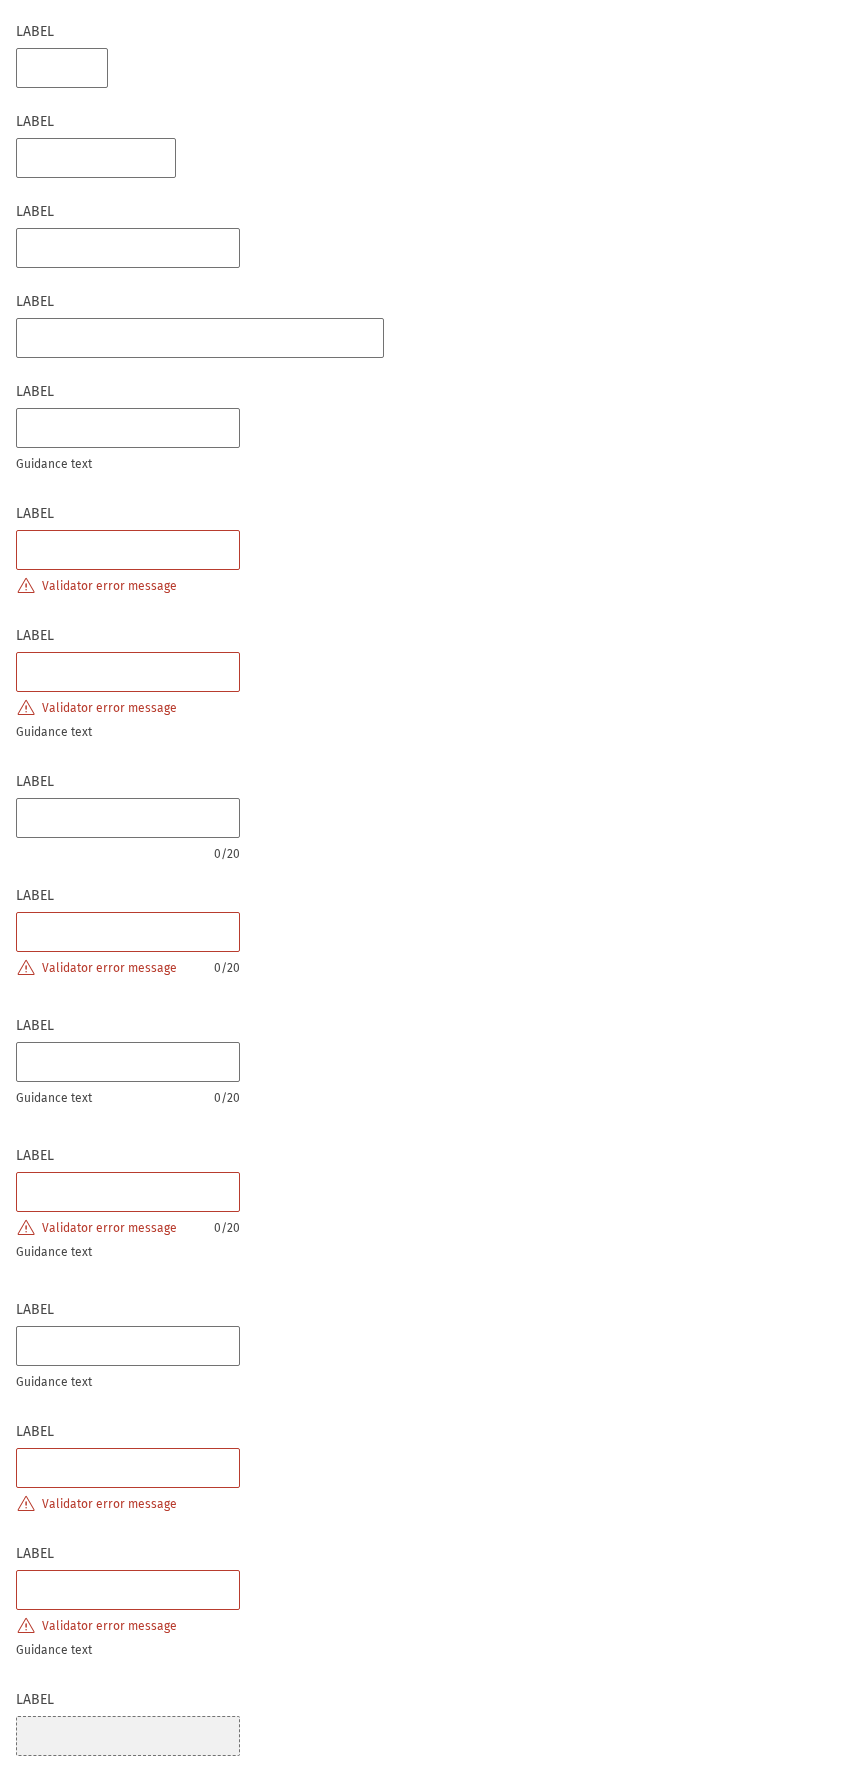 LABEL
LABEL
LABEL
LABEL
LABEL
Guidance text
LABEL
Validator error message
LABEL
Validator error message
Guidance text
LABEL
0/20
LABEL
Validator error message 0/20
LABEL
Guidance text 0/20
LABEL
Validator error message 0/20
Guidance text
LABEL
Guidance text
LABEL
Validator error message
LABEL
Validator error message
Guidance text
LABEL